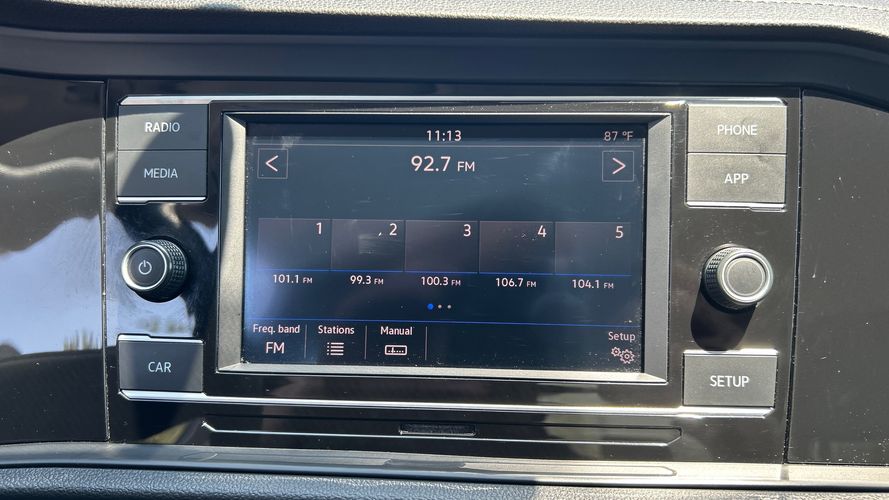 RADIO
MEDIA
CAR
11:13 87 °F
< 92.7 FM >
1 2 3 4 5
101.1 FM 99.3 FM 100.3 FM 106.7 FM 104.1 FM
Freq. band Stations Manual Setup
FM
PHONE
APP
SETUP